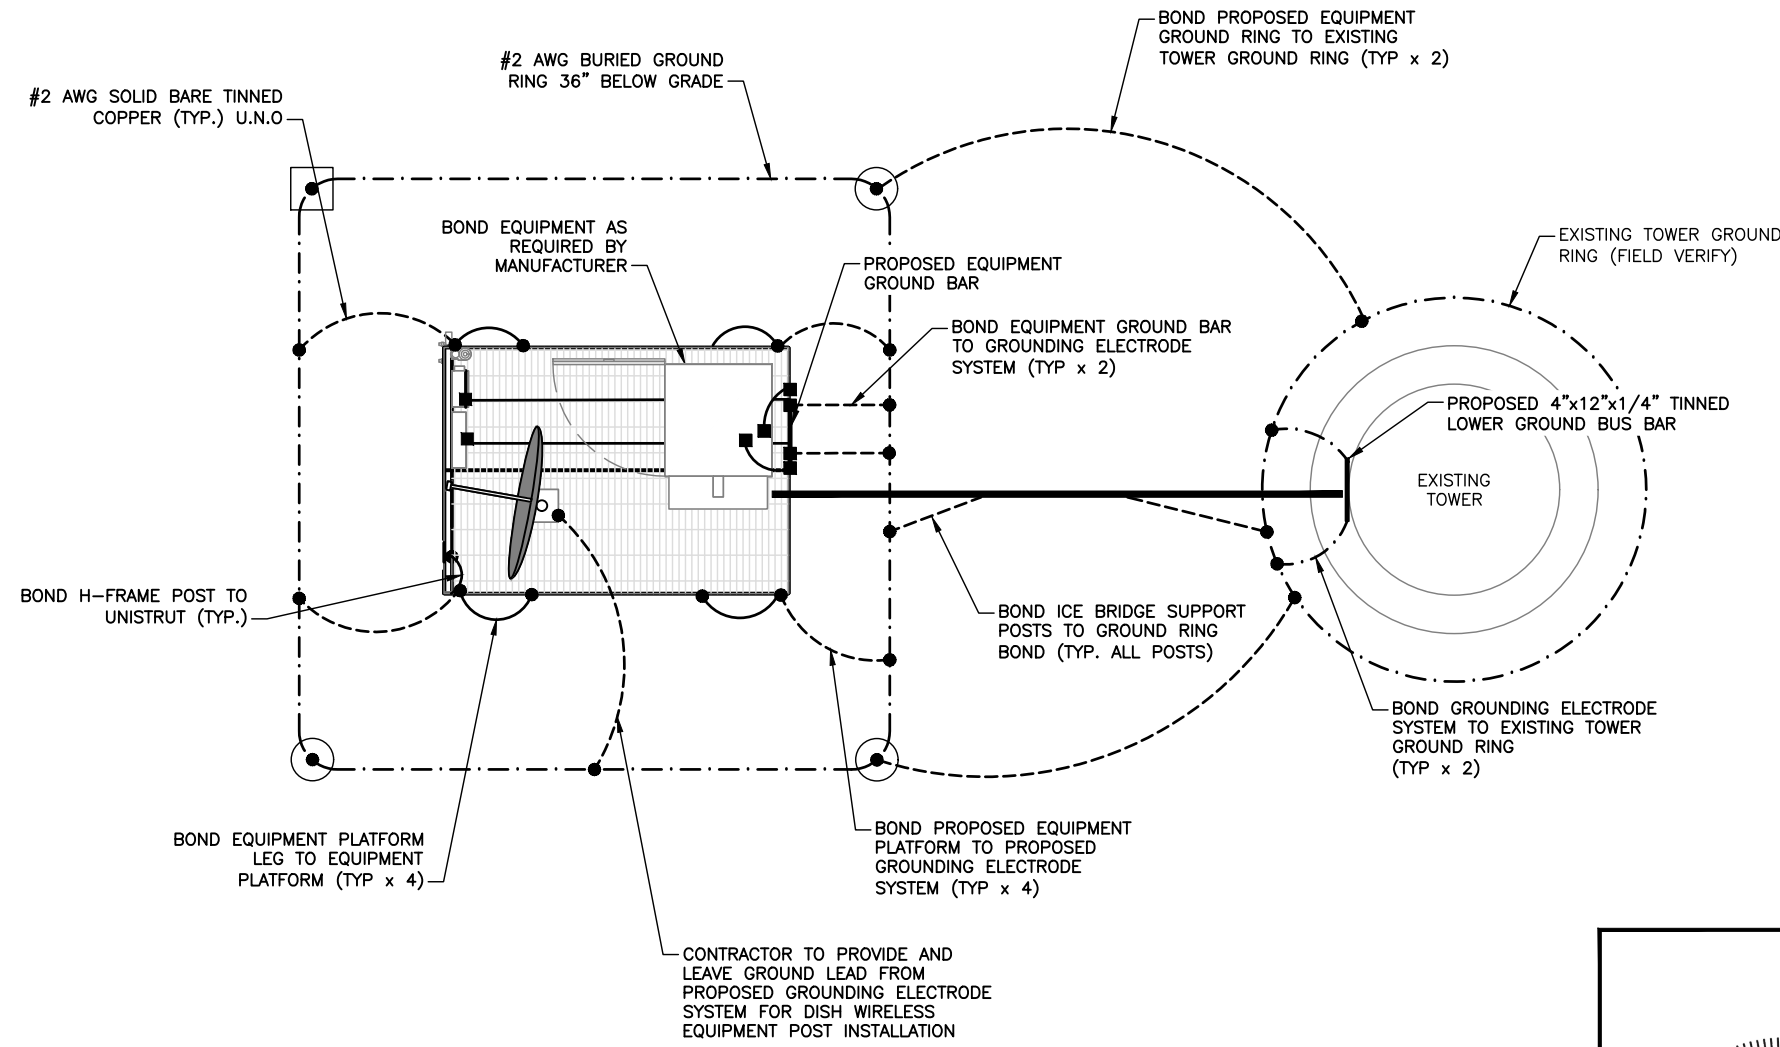 BOND PROPOSED EQUIPMENT
GROUND RING TO EXISTING
TOWER GROUND RING (TYP x 2)
#2 AWG BURIED GROUND
RING 36" BELOW GRADE
#2 AWG SOLID BARE TINNED
COPPER (TYP.) U.N.O
BOND EQUIPMENT AS
REQUIRED BY
MANUFACTURER
PROPOSED EQUIPMENT
GROUND BAR
EXISTING TOWER GROUND
RING (FIELD VERIFY)
BOND EQUIPMENT GROUND BAR
TO GROUNDING ELECTRODE
SYSTEM (TYP x 2)
PROPOSED 4"x12"x1/4" TINNED
LOWER GROUND BUS BAR
EXISTING
TOWER
BOND H-FRAME POST TO
UNISTRUT (TYP.)
BOND ICE BRIDGE SUPPORT
POSTS TO GROUND RING
BOND (TYP. ALL POSTS)
BOND GROUNDING ELECTRODE
SYSTEM TO EXISTING TOWER
GROUND RING
(TYP x 2)
BOND EQUIPMENT PLATFORM
LEG TO EQUIPMENT
PLATFORM (TYP x 4)
BOND PROPOSED EQUIPMENT
PLATFORM TO PROPOSED
GROUNDING ELECTRODE
SYSTEM (TYP x 4)
CONTRACTOR TO PROVIDE AND
LEAVE GROUND LEAD FROM
PROPOSED GROUNDING ELECTRODE
SYSTEM FOR DISH WIRELESS
EQUIPMENT POST INSTALLATION